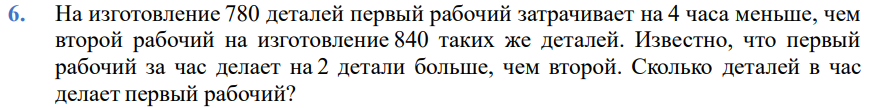 6. На изготовление 780 деталей первый рабочий затрачивает на 4 часа меньше, чем
второй рабочий на изготовление 840 таких же деталей. Известно, что первый
рабочий за час делает на 2 детали больше, чем второй. Сколько деталей в час
делает первый рабочий?